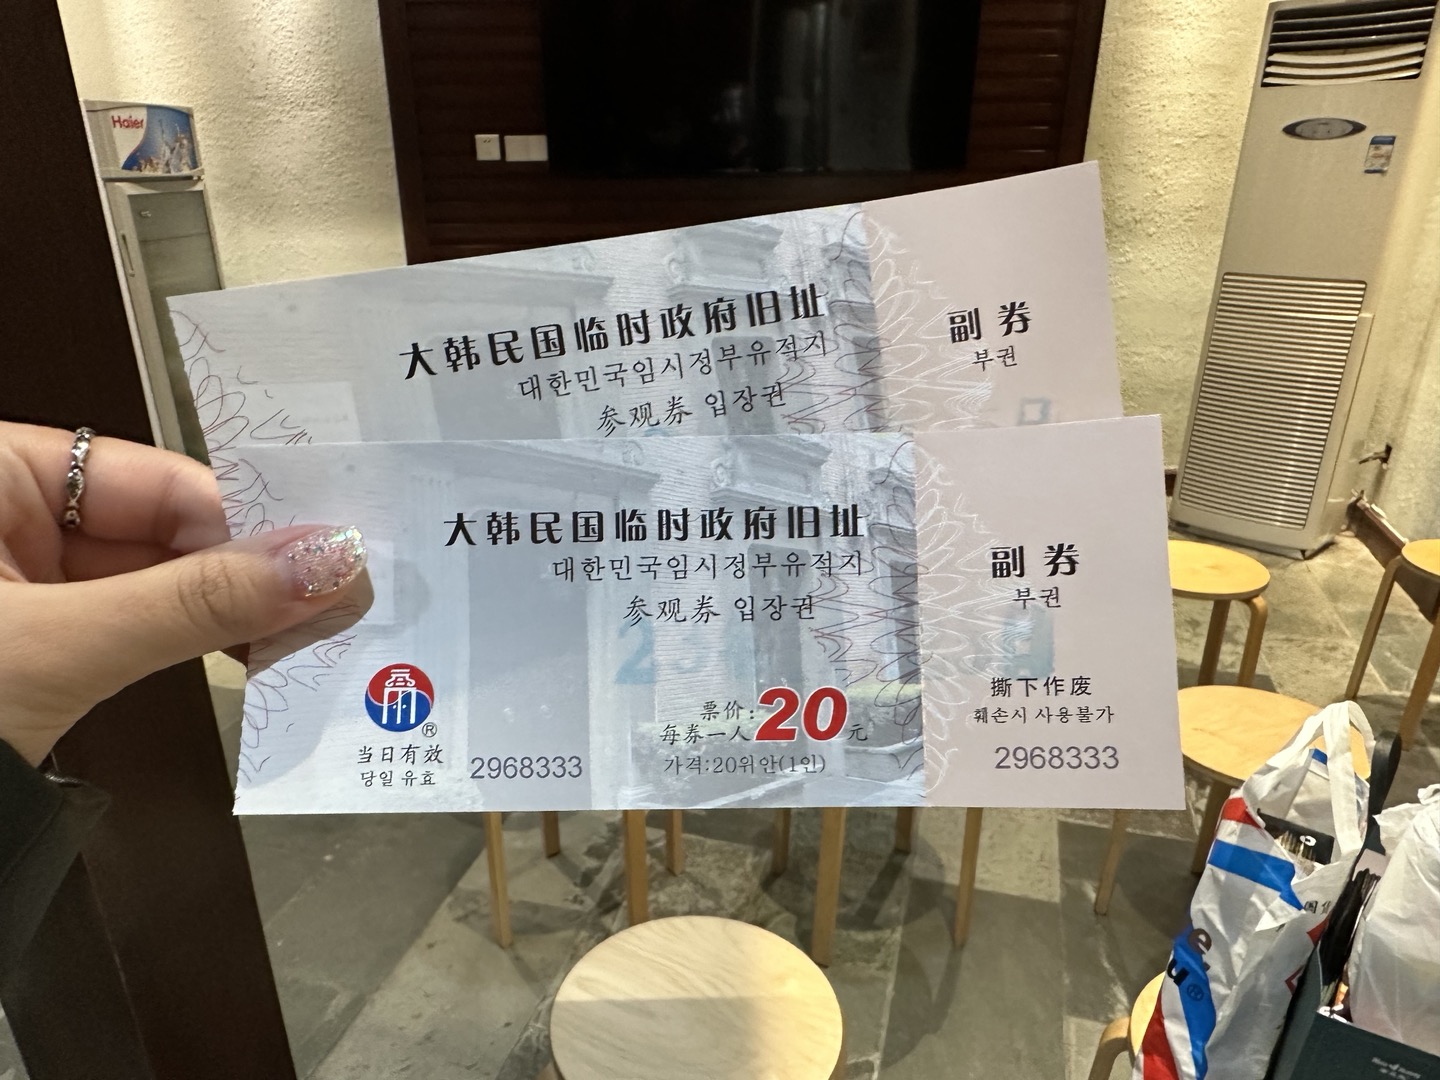 Haier
大韩民国临时政府旧址
대한민국임시정부유적지
参观券 입장권
副券
부권
大韩民国临时政府旧址
대한민국임시정부유적지
参观券 입장권
票价:20元
每券一人
가격:20위안(1인)
当日有效
당일 유효
2968333
副券
부권
撕下作废
훼손시 사용불가
2968333